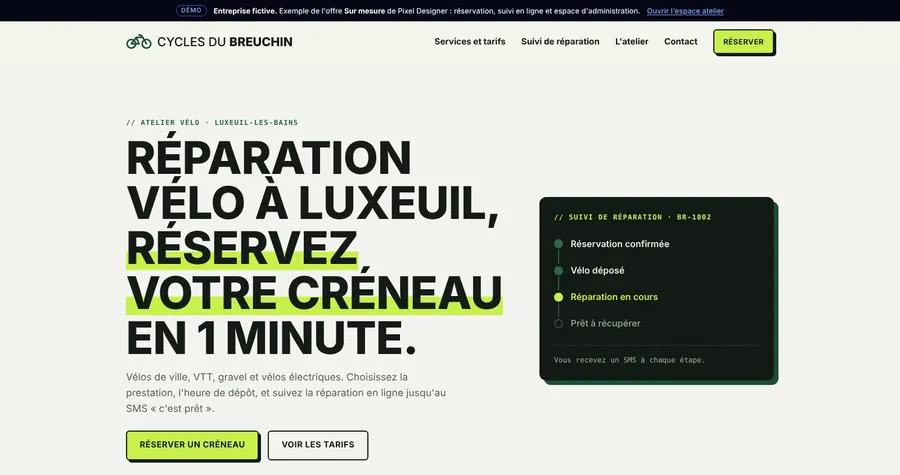 DÉMO Entreprise fictive. Exemple de l'offre Sur mesure de Pixel Designer : réservation, suivi en ligne et espace d'administration. Ouvrir l'espace atelier
CYCLES DU BREUCHIN
Services et tarifs Suivi de réparation L'atelier Contact RÉSERVER
// ATELIER VÉLO · LUXEUIL-LES-BAINS
RÉPARATION
VÉLO À LUXEUIL,
RÉSERVEZ
VOTRE CRÉNEAU
EN 1 MINUTE.
Vélos de ville, VTT, gravel et vélos électriques. Choisissez la
prestation, l'heure de dépôt, et suivez la réparation en ligne jusqu'au
SMS « c'est prêt ».
RÉSERVER UN CRÉNEAU VOIR LES TARIFS
// SUIVI DE RÉPARATION · BR-1002
Réservation confirmée
Vélo déposé
Réparation en cours
Prêt à récupérer
Vous recevez un SMS à chaque étape.